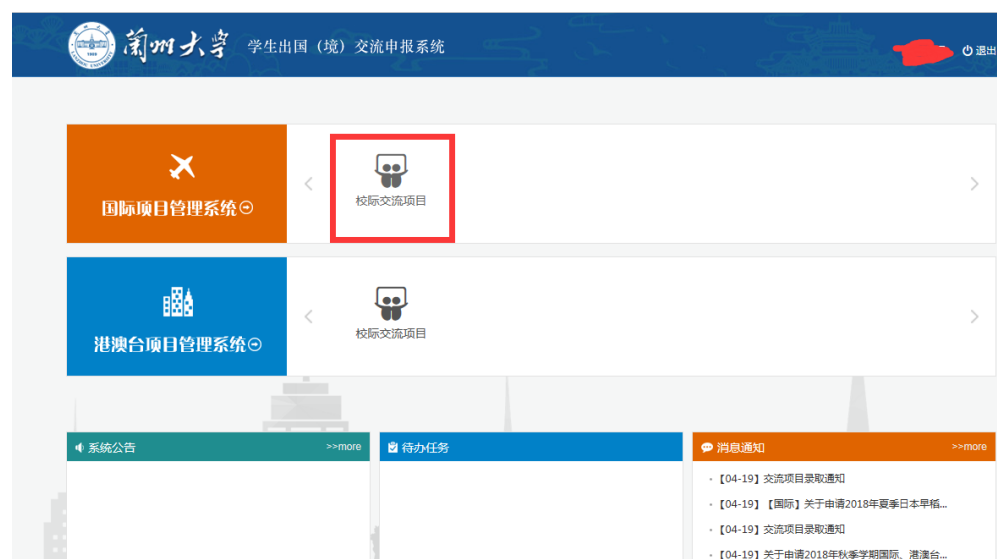 兰州大学 学生出国（境）交流申报系统
退出
国际项目管理系统
校际交流项目
港澳台项目管理系统
校际交流项目
系统公告 >>more
待办任务
消息通知 >>more
【04-19】交流项目录取通知
【04-19】【国际】关于申请2018年夏季日本早稻...
【04-19】交流项目录取通知
【04-19】关于申请2018年秋季学期国际、港澳台...